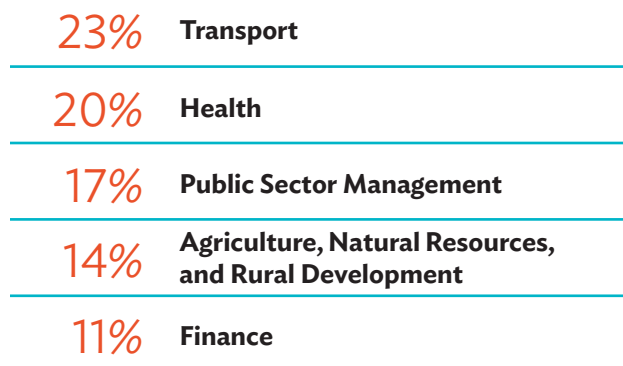 23% Transport
20% Health
17% Public Sector Management
14% Agriculture, Natural Resources,
and Rural Development
11% Finance